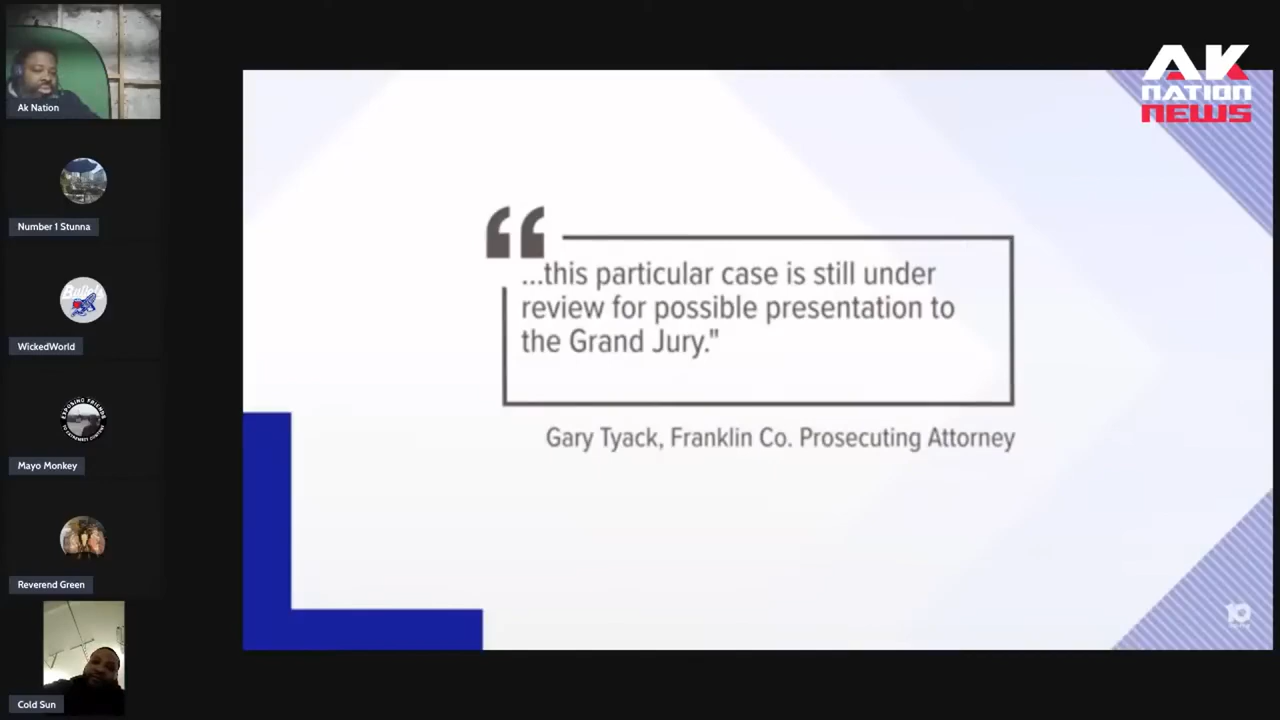 Ak Nation
Number 1 Stunna
WickedWorld
Mayo Monkey
Reverend Green
Cold Sun
AK
NATION
NEWS
“
...this particular case is still under
review for possible presentation to
the Grand Jury."
Gary Tyack, Franklin Co. Prosecuting Attorney
10